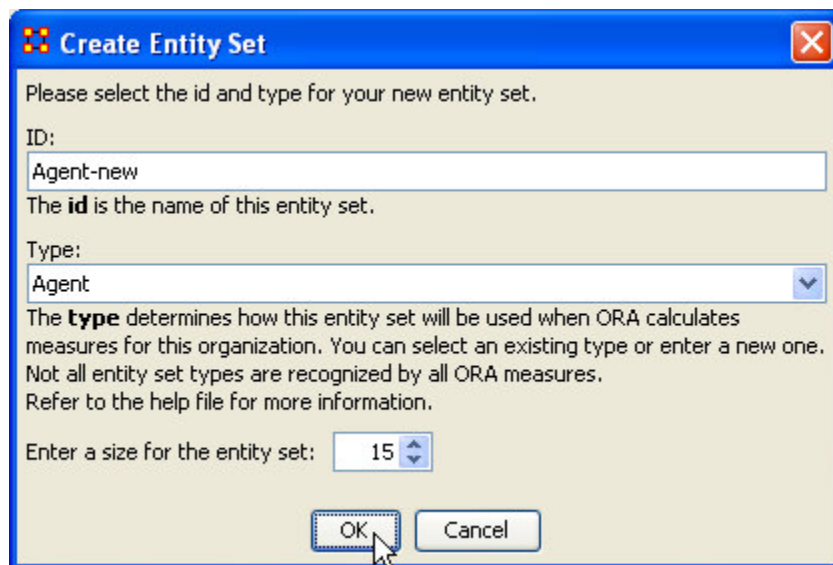 Create Entity Set
Please select the id and type for your new entity set.
ID:
Agent-new
The id is the name of this entity set.
Type:
Agent
The type determines how this entity set will be used when ORA calculates
measures for this organization. You can select an existing type or enter a new one.
Not all entity set types are recognized by all ORA measures.
Refer to the help file for more information.
Enter a size for the entity set: 15
OK Cancel